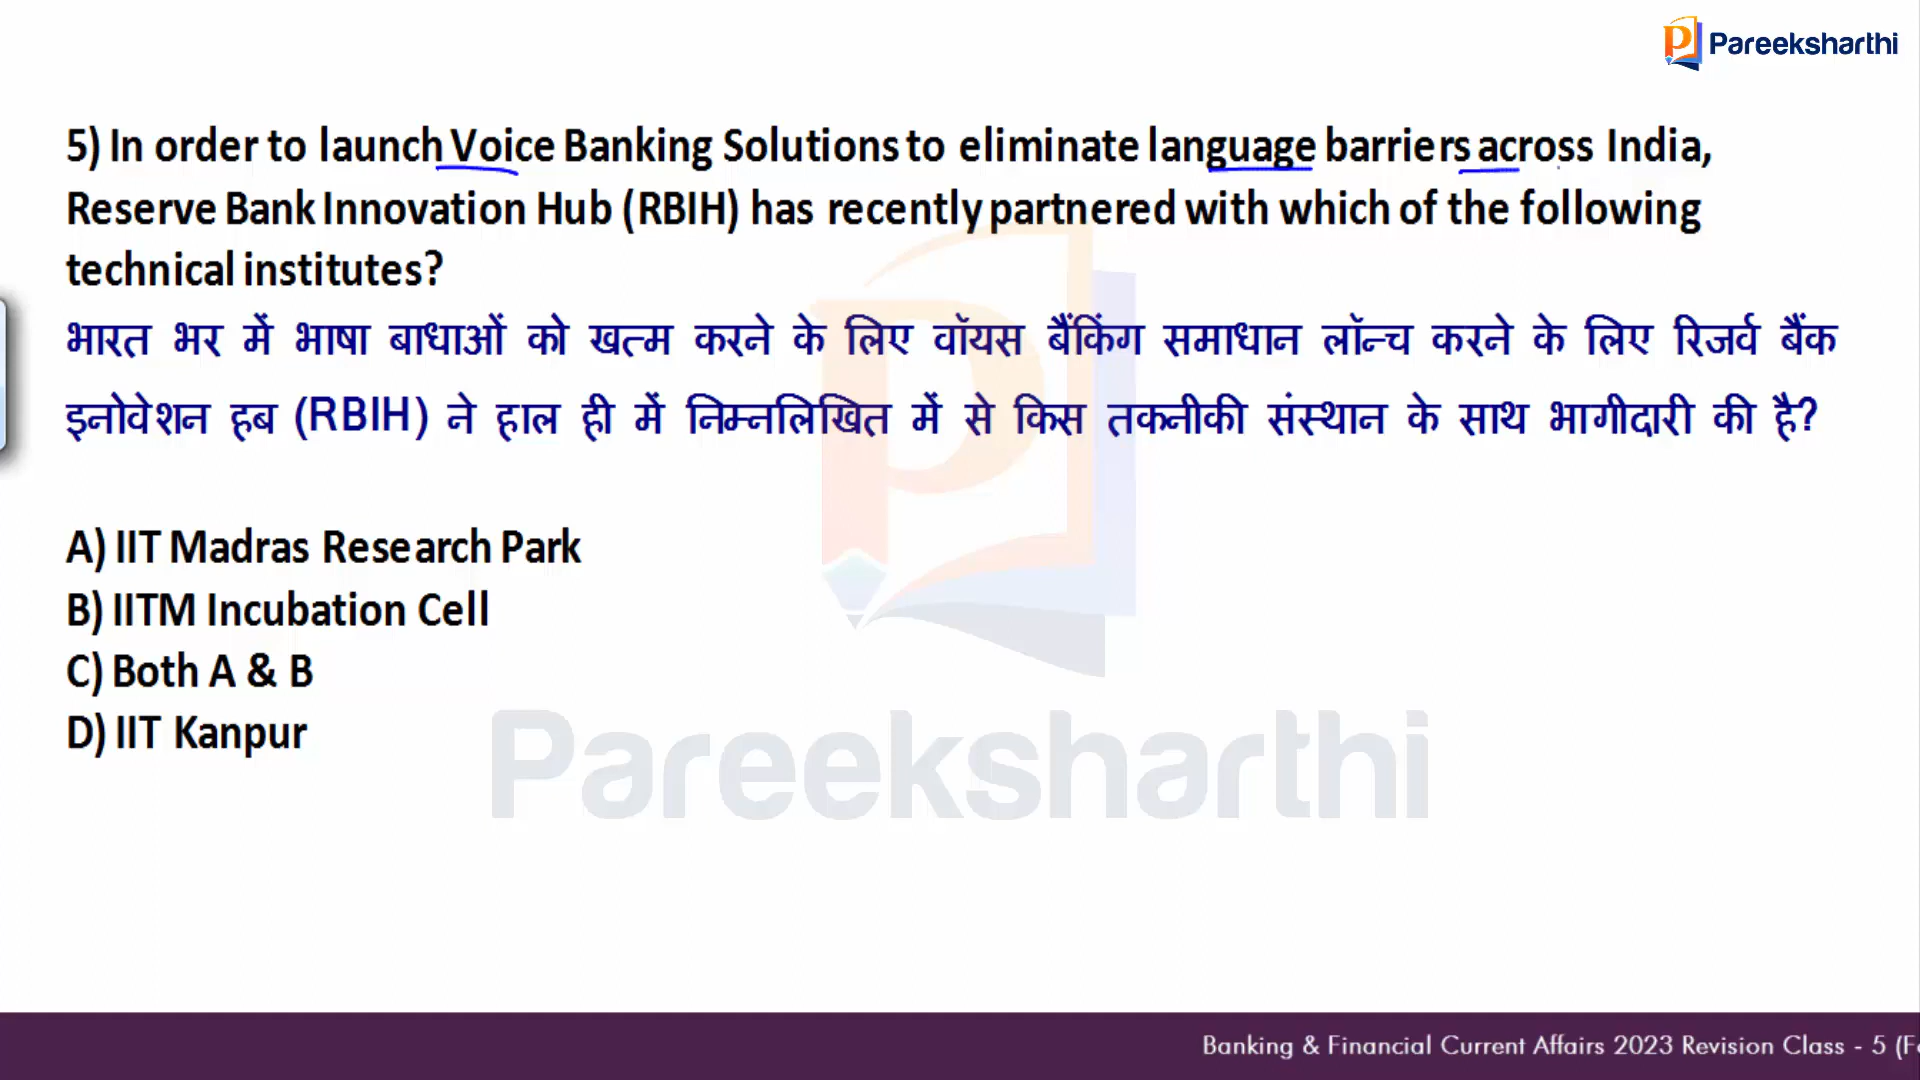 Pareeksharthi
5) In order to launch Voice Banking Solutions to eliminate language barriers across India,
Reserve Bank Innovation Hub (RBIH) has recently partnered with which of the following
technical institutes?
भारत भर में भाषा बाधाओं को खत्म करने के लिए वॉयस बैंकिंग समाधान लॉन्च करने के लिए रिजर्व बैंक
इनोवेशन हब (RBIH) ने हाल ही में निम्नलिखित में से किस तकनीकी संस्थान के साथ भागीदारी की है?
A) IIT Madras Research Park
B) IITM Incubation Cell
C) Both A & B
D) IIT Kanpur
Pareeksharthi
Banking & Financial Current Affairs 2023 Revision Class - 5 (F